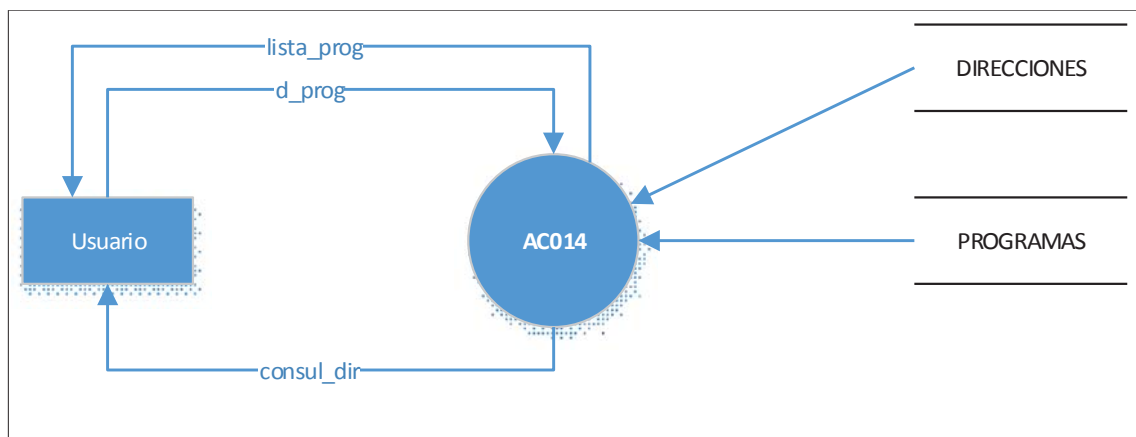 lista_prog
DIRECCIONES
d_prog
Usuario
AC014
PROGRAMAS
consul_dir